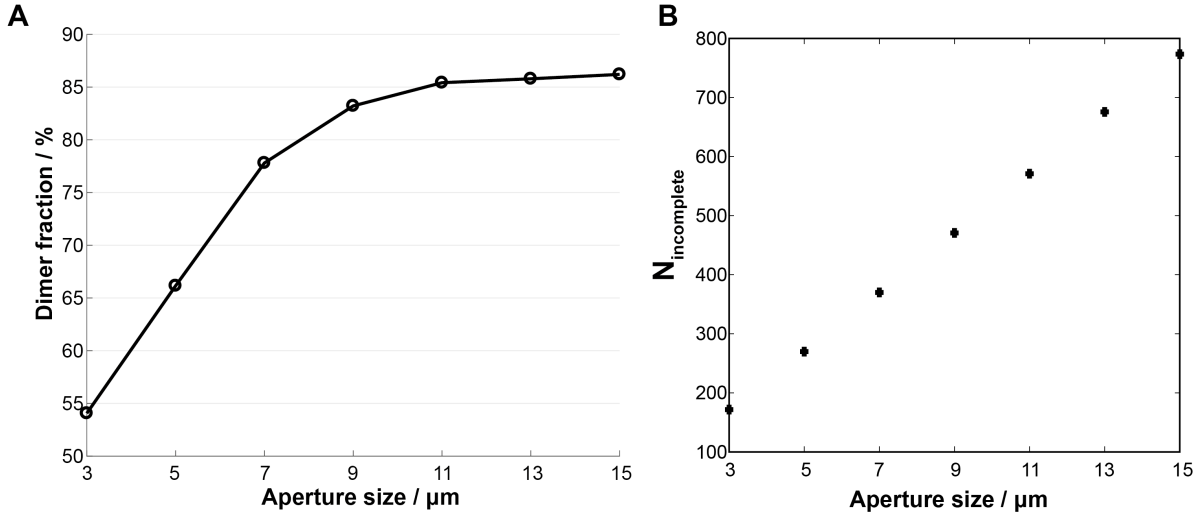 A
90
85
80
75
70
65
60
55
50
Dimer fraction / %
3 5 7 9 11 13 15
Aperture size / µm
B
800
700
600
500
400
300
200
100
Nincomplete
3 5 7 9 11 13 15
Aperture size / µm